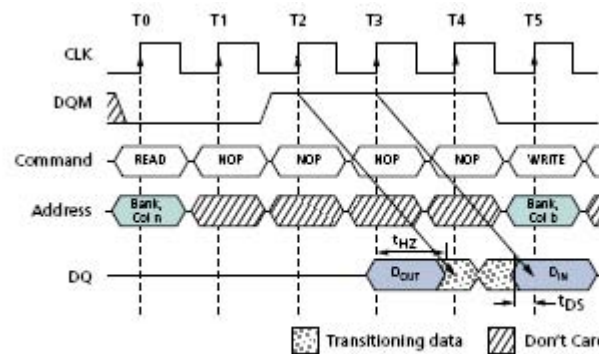 T0 T1 T2 T3 T4 T5
CLK
DQM
Command READ NOP NOP NOP NOP WRITE
Address Bank, Col n Bank, Col b
tHZ
DQ DOUT DIN
tDS
Transitioning data Don't Care